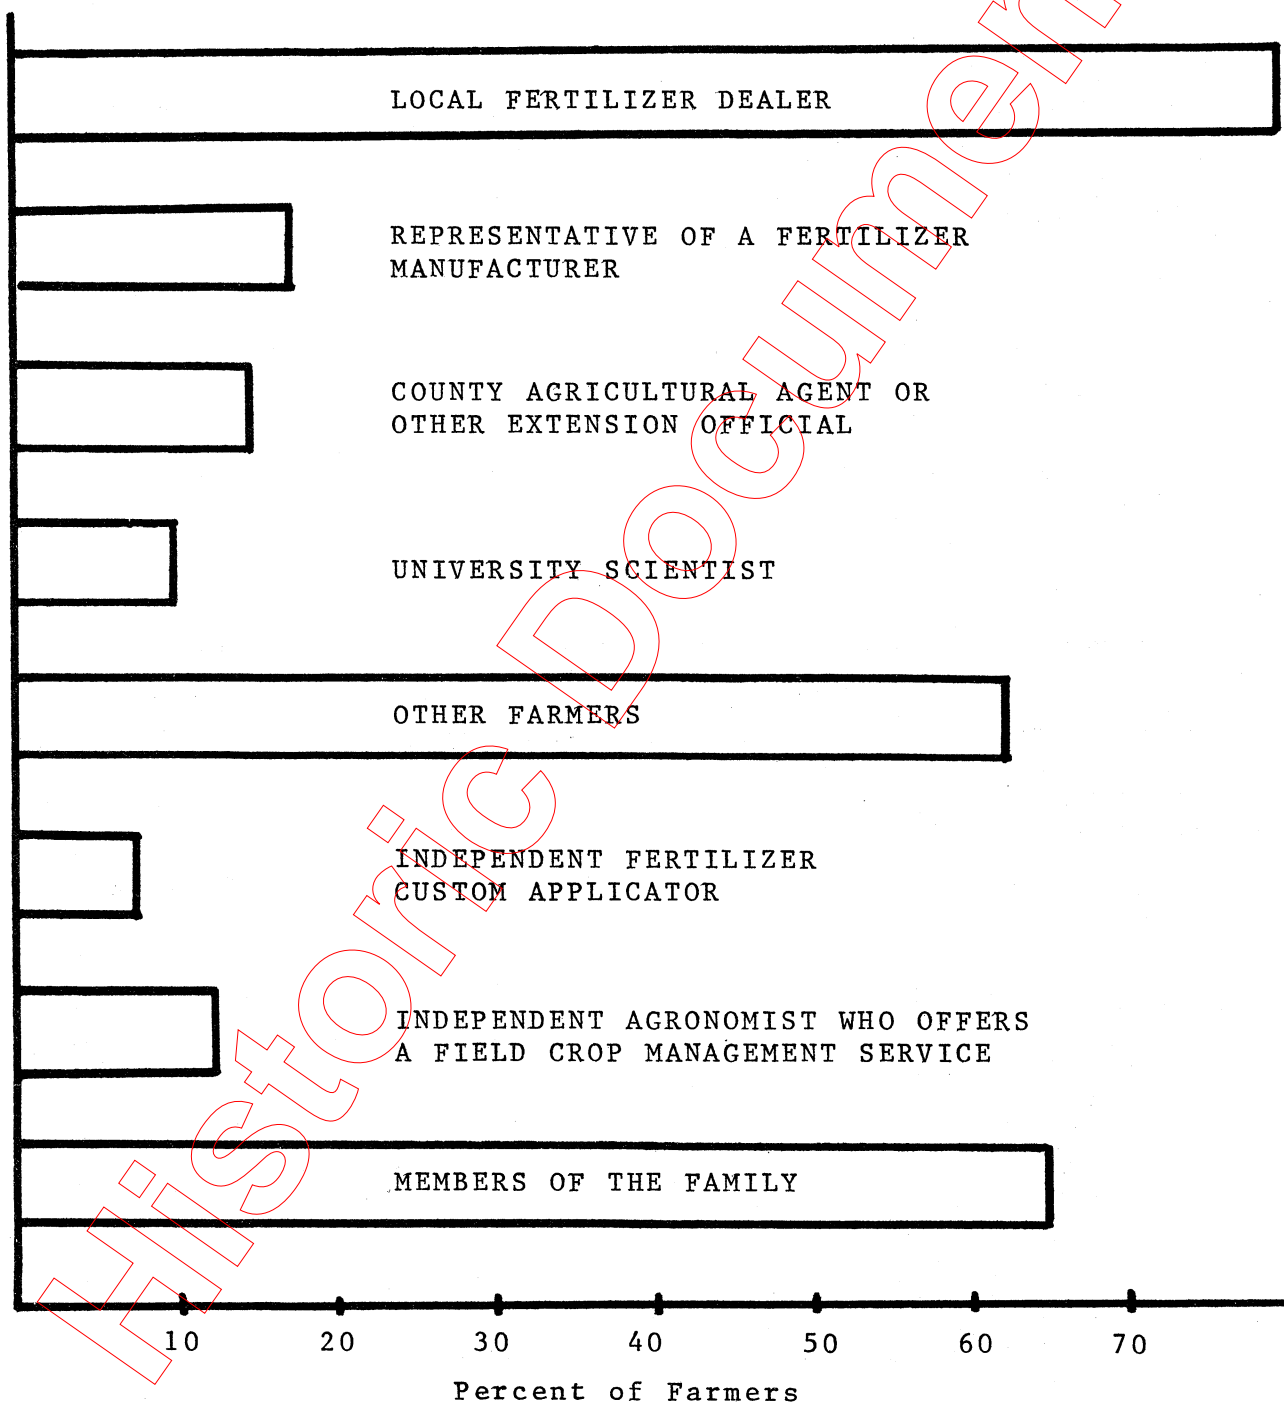 LOCAL FERTILIZER DEALER
REPRESENTATIVE OF A FERTILIZER
MANUFACTURER
COUNTY AGRICULTURAL AGENT OR
OTHER EXTENSION OFFICIAL
UNIVERSITY SCIENTIST
OTHER FARMERS
INDEPENDENT FERTILIZER
CUSTOM APPLICATOR
INDEPENDENT AGRONOMIST WHO OFFERS
A FIELD CROP MANAGEMENT SERVICE
MEMBERS OF THE FAMILY
10 20 30 40 50 60 70
Percent of Farmers
Historic Documen